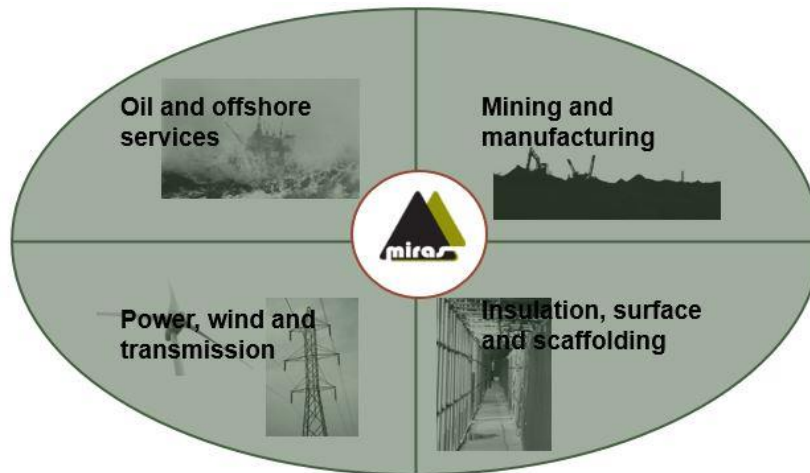 Oil and offshore
services
Mining and
manufacturing
miras
Power, wind and
transmission
Insulation, surface
and scaffolding